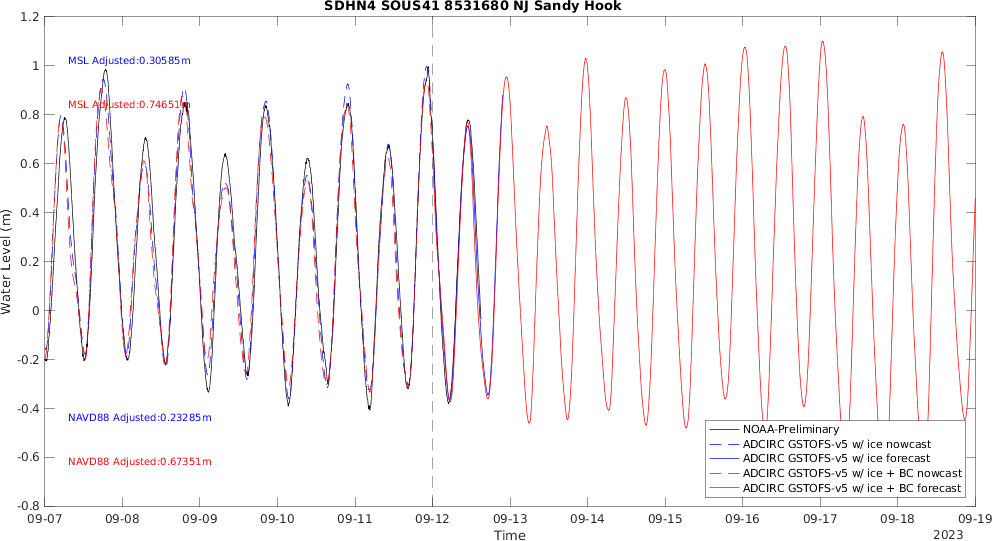 SDHN4 SOUS41 8531680 NJ Sandy Hook
1.2
1
0.8
0.6
0.4
0.2
0
-0.2
-0.4
-0.6
-0.8
Water Level (m)
MSL Adjusted:0.30585m
MSL Adjusted:0.74651m
NAVD88 Adjusted:0.23285m
NAVD88 Adjusted:0.67351m
NOAA-Preliminary
ADCIRC GSTOFS-v5 w/ ice nowcast
ADCIRC GSTOFS-v5 w/ ice forecast
ADCIRC GSTOFS-v5 w/ ice + BC nowcast
ADCIRC GSTOFS-v5 w/ ice + BC forecast
09-07 09-08 09-09 09-10 09-11 09-12 09-13 09-14 09-15 09-16 09-17 09-18 09-19
Time
2023